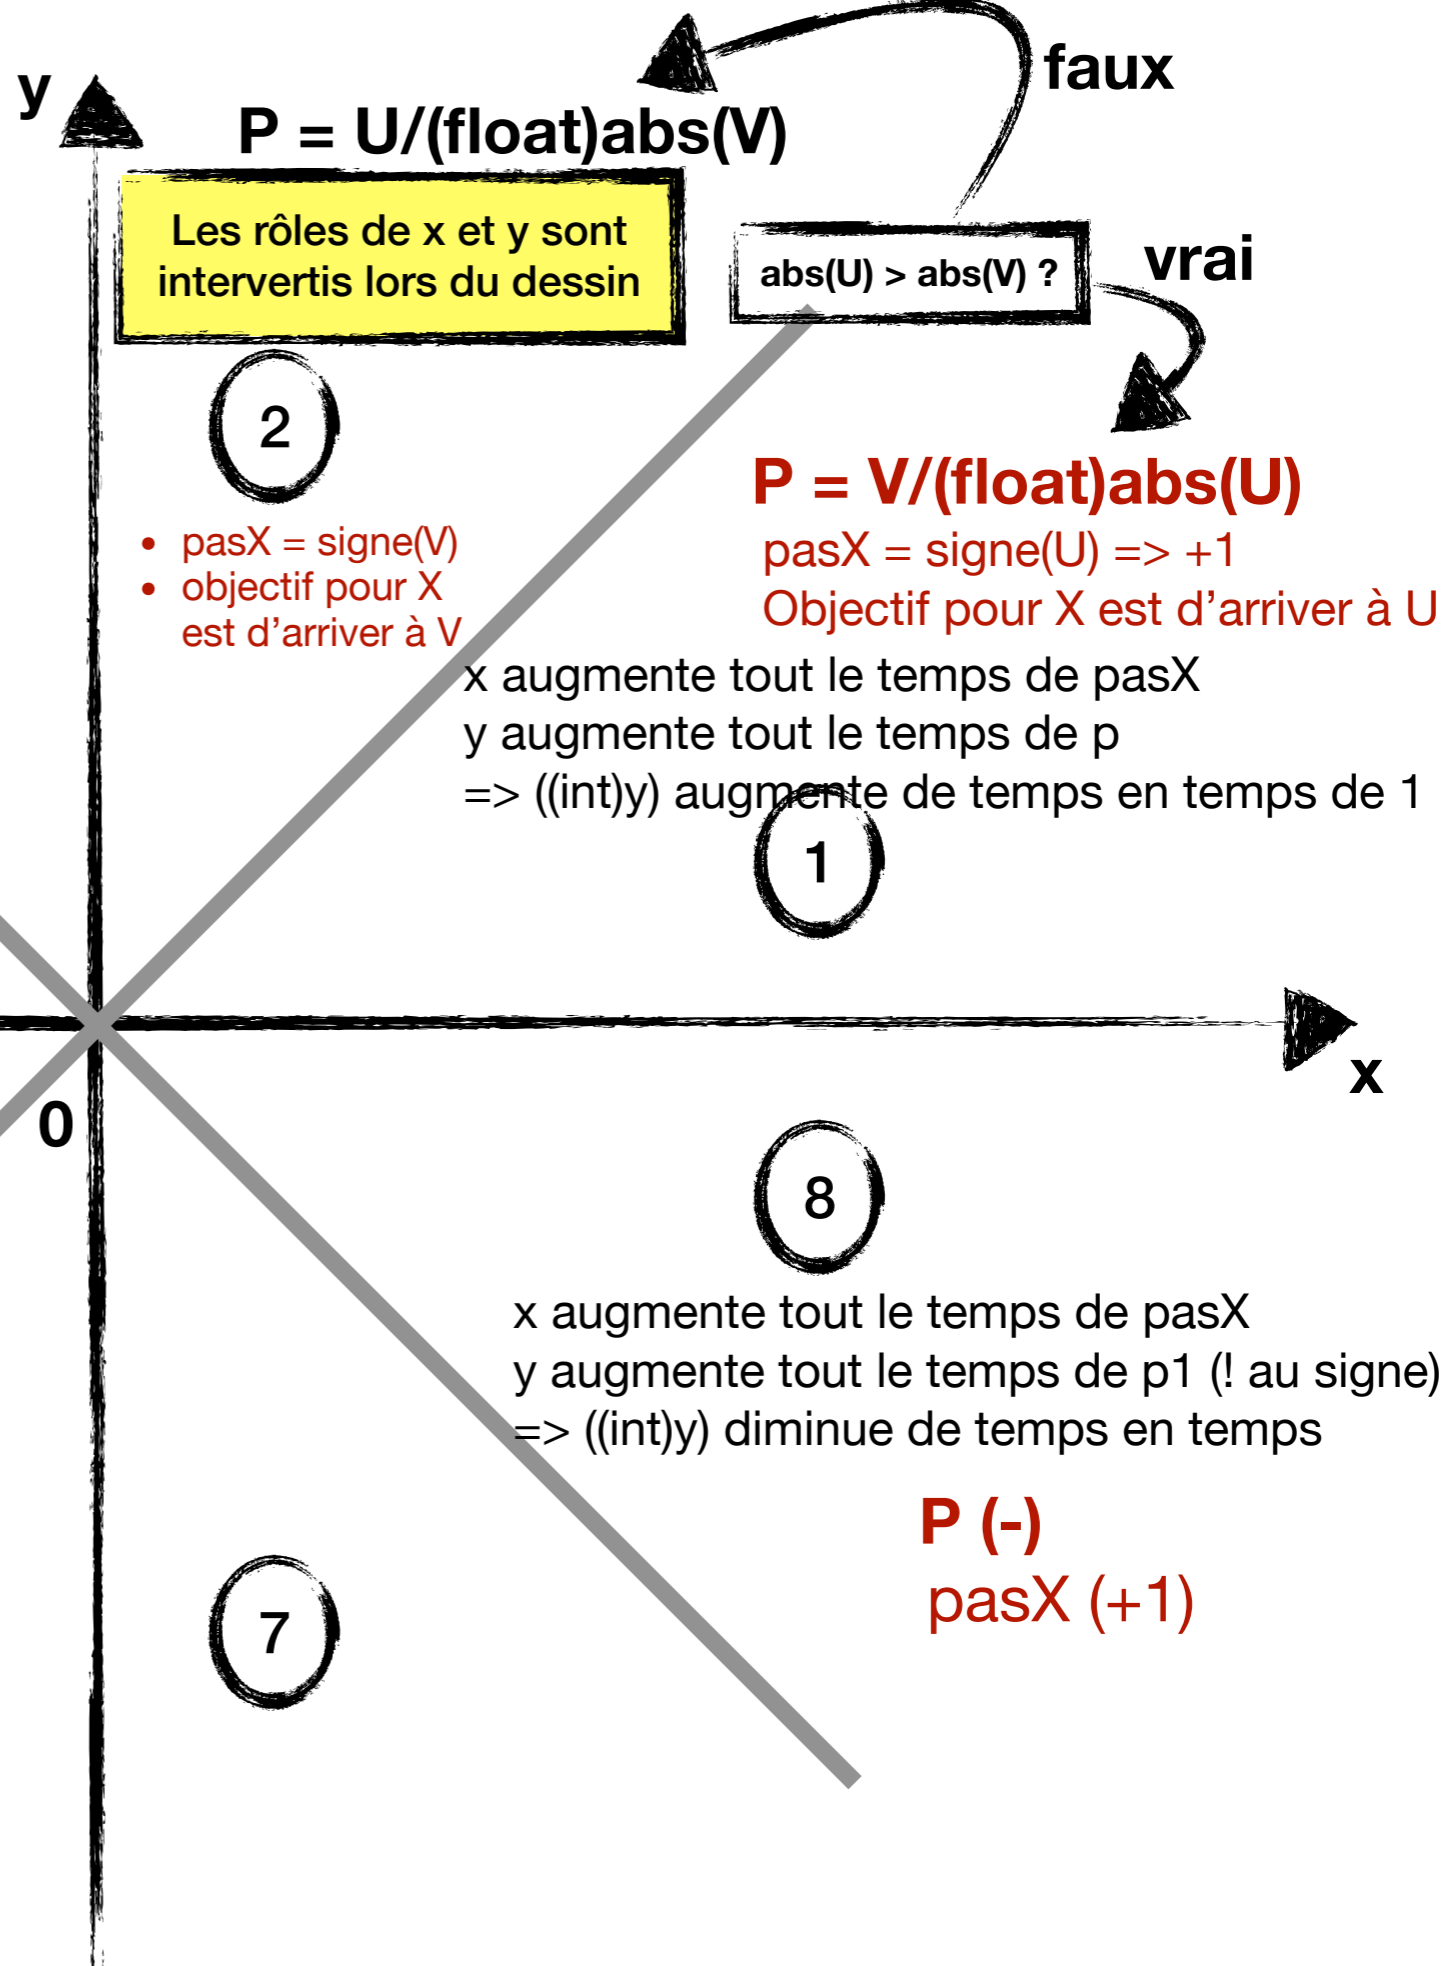 y
faux
P = U/(float)abs(V)
Les rôles de x et y sont
intervertis lors du dessin
abs(U) > abs(V) ?
vrai
2
P = V/(float)abs(U)
• pasX = signe(V)
• objectif pour X
est d’arriver à V
pasX = signe(U) => +1
Objectif pour X est d’arriver à U
x augmente tout le temps de pasX
y augmente tout le temps de p
=> ((int)y) augmente de temps en temps de 1
1
x
0
8
x augmente tout le temps de pasX
y augmente tout le temps de p1 (! au signe)
=> ((int)y) diminue de temps en temps
P (-)
pasX (+1)
7